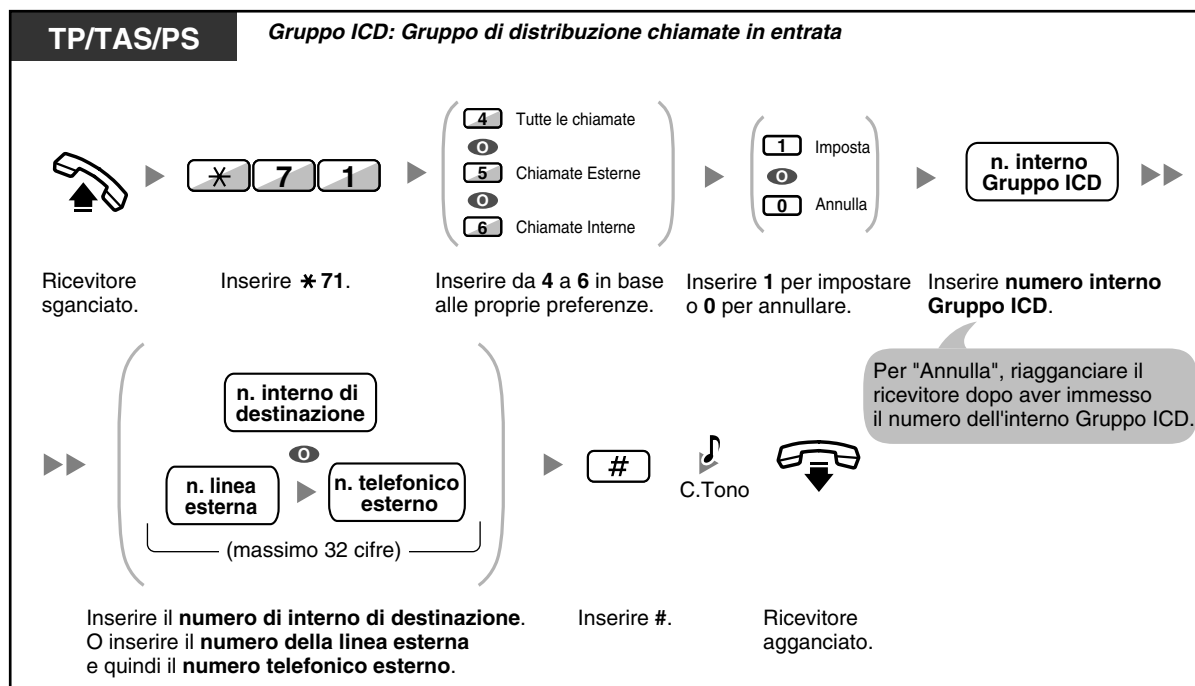 TP/TAS/PS
Gruppo ICD: Gruppo di distribuzione chiamate in entrata
4 Tutte le chiamate
O
5 Chiamate Esterne
O
6 Chiamate Interne
1 Imposta
O
0 Annulla
7 1
n. interno
Gruppo ICD
Ricevitore
sganciato.
Inserire 71.
Inserire da 4 a 6 in base
alle proprie preferenze.
Inserire 1 per impostare
o 0 per annullare.
Inserire numero interno
Gruppo ICD.
Per "Annulla", riagganciare il
ricevitore dopo aver immesso
il numero dell'interno Gruppo ICD.
n. interno di
destinazione
O
n. linea
esterna
n. telefonico
esterno
(massimo 32 cifre)
#
C.Tono
Inserire il numero di interno di destinazione.
O inserire il numero della linea esterna
e quindi il numero telefonico esterno.
Inserire #.
Ricevitore
agganciato.